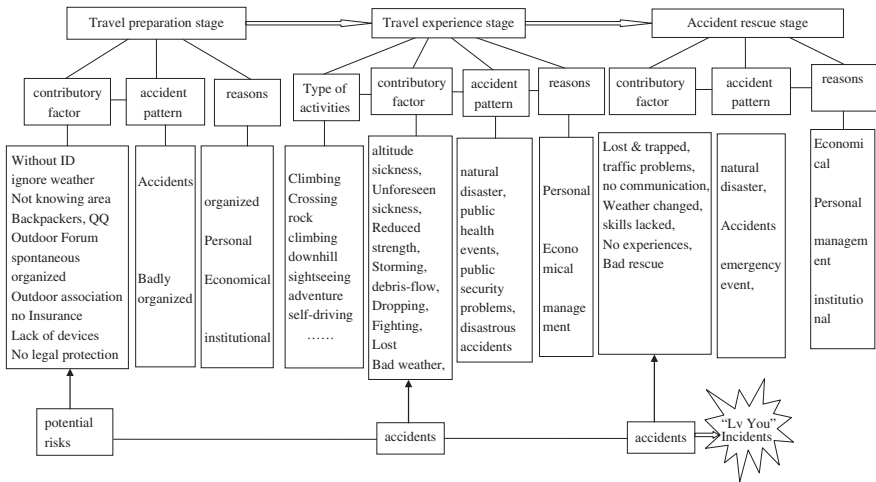 Travel preparation stage
Travel experience stage
Accident rescue stage
contributory
factor
accident
pattern
reasons
Type of
activities
contributory
factor
accident
pattern
reasons
contributory
factor
accident
pattern
reasons
Without ID
ignore weather
Not knowing area
Backpackers, QQ
Outdoor Forum
spontaneous
organized
Outdoor association
no Insurance
Lack of devices
No legal protection
Accidents
Badly
organized
organized
Personal
Economical
institutional
Climbing
Crossing
rock
climbing
downhill
sightseeing
adventure
self-driving
……
altitude
sickness,
Unforeseen
sickness,
Reduced
strength,
Storming,
debris-flow,
Dropping,
Fighting,
Lost
Bad weather,
natural
disaster,
public
health
events,
public
security
problems,
disastrous
accidents
Personal
Econo
mical
manage
ment
Lost & trapped,
traffic problems,
no communication,
Weather changed,
skills lacked,
No experiences,
Bad rescue
natural
disaster,
Accidents
emergency
event,
Economi
cal
Personal
managem
ent
institutio
nal
potential
risks
accidents
accidents
“Lv You”
Incidents